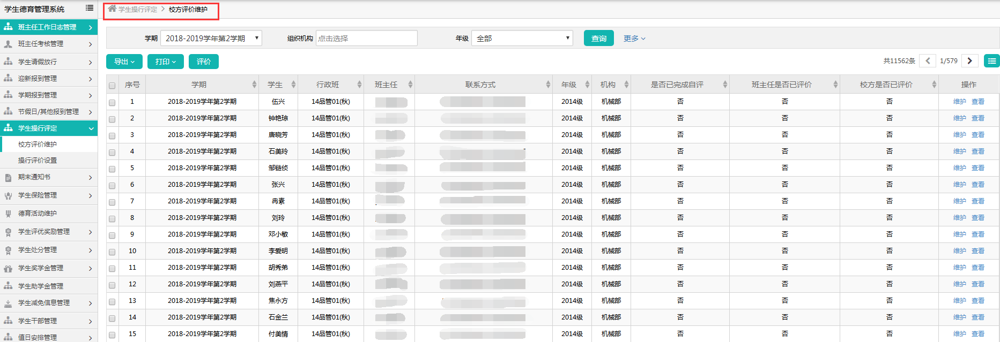 学生德育管理系统
学生操行评定 > 校方评价维护
班主任工作日志管理
班主任考核管理
学生请假放行
迎新报到管理
学期报到管理
节假日/其他报到管理
学生操行评定
校方评价维护
操行评价设置
期末通知书
学生保险管理
德育活动维护
学生评优奖励管理
学生处分管理
学生奖学金管理
学生助学金管理
学生减免信息管理
学生干部管理
值日安排管理
学期 2018-2019学年第2学期 组织机构 点击选择 年级 全部 查询 更多
导出 打印 评价 共11562条 1/579
序号 学期 学生 行政班 班主任 联系方式 年级 机构 是否已完成自评 班主任是否已评价 校方是否已评价 操作
1 2018-2019学年第2学期 伍兴 14品管01(秋) 2014级 机械部 否 否 否 维护 查看
2 2018-2019学年第2学期 钟艳琼 14品管01(秋) 2014级 机械部 否 否 否 维护 查看
3 2018-2019学年第2学期 唐晓芳 14品管01(秋) 2014级 机械部 否 否 否 维护 查看
4 2018-2019学年第2学期 石美玲 14品管01(秋) 2014级 机械部 否 否 否 维护 查看
5 2018-2019学年第2学期 邹链侦 14品管01(秋) 2014级 机械部 否 否 否 维护 查看
6 2018-2019学年第2学期 张兴 14品管01(秋) 2014级 机械部 否 否 否 维护 查看
7 2018-2019学年第2学期 冉素 14品管01(秋) 2014级 机械部 否 否 否 维护 查看
8 2018-2019学年第2学期 刘玲 14品管01(秋) 2014级 机械部 否 否 否 维护 查看
9 2018-2019学年第2学期 邓小敏 14品管01(秋) 2014级 机械部 否 否 否 维护 查看
10 2018-2019学年第2学期 李爱明 14品管01(秋) 2014级 机械部 否 否 否 维护 查看
11 2018-2019学年第2学期 胡秀弟 14品管01(秋) 2014级 机械部 否 否 否 维护 查看
12 2018-2019学年第2学期 刘燕平 14品管01(秋) 2014级 机械部 否 否 否 维护 查看
13 2018-2019学年第2学期 焦永方 14品管01(秋) 2014级 机械部 否 否 否 维护 查看
14 2018-2019学年第2学期 石金兰 14品管01(秋) 2014级 机械部 否 否 否 维护 查看
15 2018-2019学年第2学期 付美情 14品管01(秋) 2014级 机械部 否 否 否 维护 查看